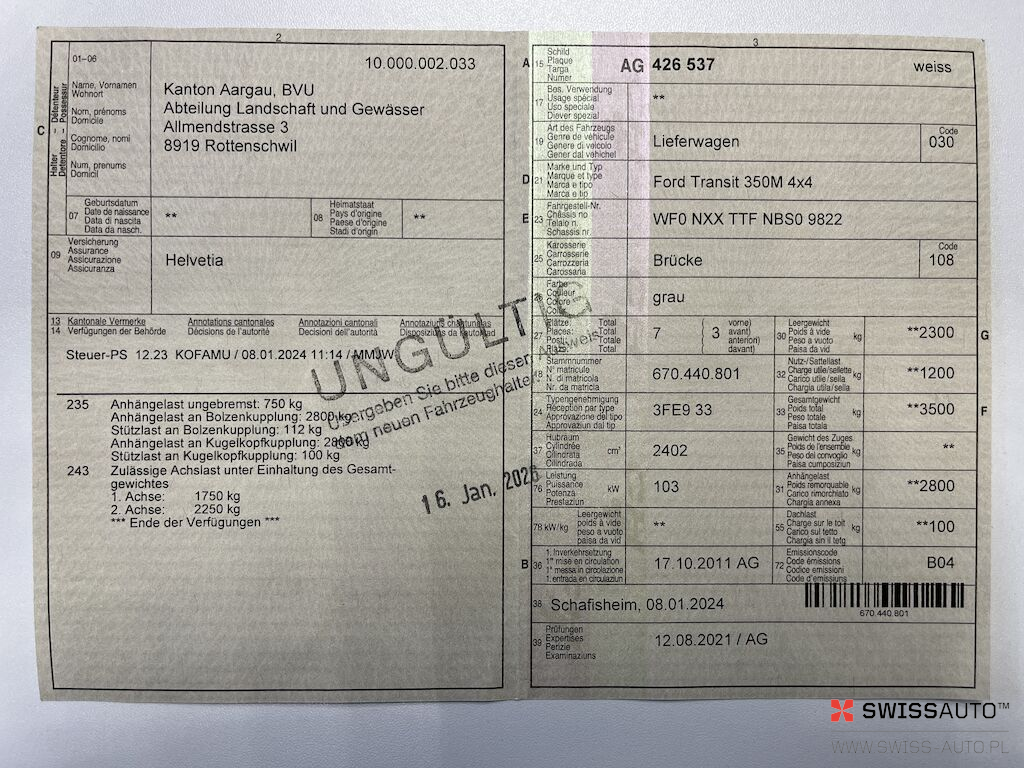 2
01–06
10.000.002.033
C
Halter Détenteur
Detentore Possessur
Name, Vornamen
Wohnort
Nom, prénoms
Domicile
Cognome, nomi
Domicilio
Num, prenums
Domicil
Kanton Aargau, BVU
Abteilung Landschaft und Gewässer
Allmendstrasse 3
8919 Rottenschwil
07
Geburtsdatum
Date de naissance
Data di nascita
Data da nasch.
**
08
Heimatstaat
Pays d'origine
Paese d'origine
Stadi d'origin
**
09
Versicherung
Assurance
Assicurazione
Assicuranza
Helvetia
13 Kantonale Vermerke Annotations cantonales Annotazioni cantonali Annotaziuns chantunalas
14 Verfügungen der Behörde Décisions de l'autorité Decisioni dell'autorità Disposiziuns da l'autoritad
Steuer-PS 12.23 KOFAMU / 08.01.2024 11:14 / MMJW
235 Anhängelast ungebremst: 750 kg
Anhängelast an Bolzenkupplung: 2800 kg
Stützlast an Bolzenkupplung: 112 kg
Anhängelast an Kugelkopfkupplung: 2800 kg
Stützlast an Kugelkopfkupplung: 100 kg
243 Zulässige Achslast unter Einhaltung des Gesamt-
gewichtes
1. Achse: 1750 kg
2. Achse: 2250 kg
*** Ende der Verfügungen ***
UNGÜLTIG
Übergeben Sie bitte diesen Ausweis
dem neuen Fahrzeughalter.
16. Jan. 2026
3
A 15
Schild
Plaque
Targa
Numer
AG 426 537 weiss
17
Bes. Verwendung
Usage spécial
Uso speciale
Diever spezial
**
19
Art des Fahrzeugs
Genre de véhicule
Genere di veicolo
Gener dal vehichel
Lieferwagen
Code
030
D 21
Marke und Typ
Marque et type
Marca e tipo
Marca e tip
Ford Transit 350M 4x4
E 23
Fahrgestell-Nr.
Châssis no
Telaio n.
Schassis nr.
WF0 NXX TTF NBS0 9822
25
Karosserie
Carrosserie
Carrozzeria
Carossaria
Brücke
Code
108
26
Farbe
Couleur
Colore
grau
27
Plätze: Total
Places: Total
Posti: Totale
Total
7 ( 3
vorne)
avant)
anteriori)
davant)
30
Leergewicht
Poids à vide
Peso a vuoto
Paisa da vid
kg
**2300
G
18
Stammnummer
N° matricule
N. di matricola
Nr. da matricla
670.440.801
32
Nutz-/Sattellast
Charge utile/sellette
Carico utile/sella
Chargia utila/sella
kg
**1200
24
Typengenehmigung
Réception par type
Approvazione del tipo
Approvaziun dal tip
3FE9 33
33
Gesamtgewicht
Poids total
Peso totale
Paisa totala
kg
**3500
F
37
Hubraum
Cylindrée
Cilindrata
Cilindrada
cm³
2402
35
Gewicht des Zuges
Poids de l'ensemble
Peso del convoglio
Paisa cumposiziun
kg
**
76
Leistung
Puissance
Potenza
Prestaziun
kW
103
31
Anhängelast
Poids remorquable
Carico rimorchiato
Chargia annexa
kg
**2800
78 kW/kg
Leergewicht
poids à vide
peso a vuoto
paisa da vid
**
55
Dachlast
Charge sur le toit
Carico sul tetto
Chargia sin il tetg
kg
**100
B 36
1. Inverkehrsetzung
1re mise en circulation
1a messa in circolazione
1. entrada en circulaziun
17.10.2011 AG
72
Emissionscode
Code émissions
Codice emissioni
Code d'emissiuns
B04
38
Schafisheim, 08.01.2024
670.440.801
39
Prüfungen
Expertises
Perizie
Examinaziuns
12.08.2021 / AG
SWISSAUTO™
WWW.SWISS-AUTO.PL